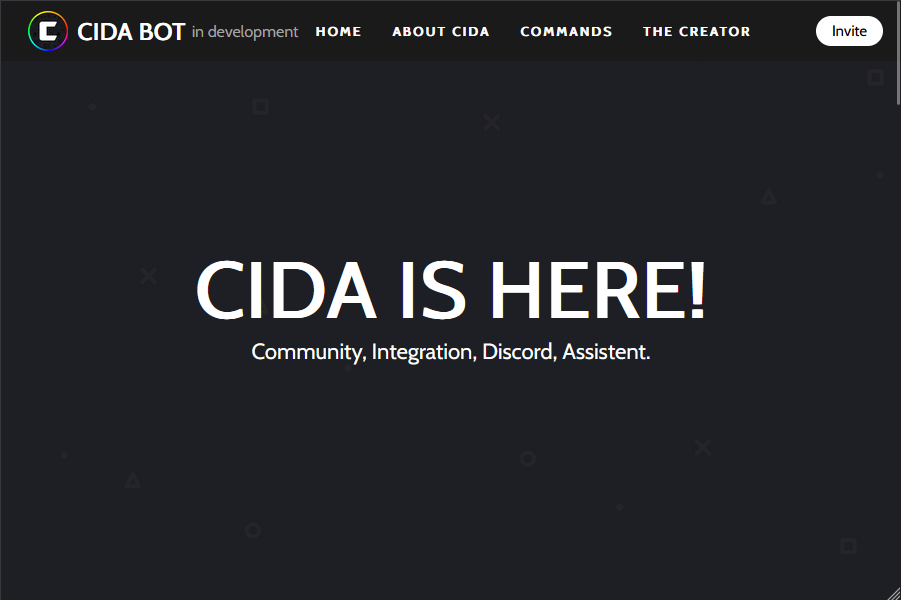 CIDA BOT in development HOME ABOUT CIDA COMMANDS THE CREATOR Invite
CIDA IS HERE!
Community, Integration, Discord, Assistent.